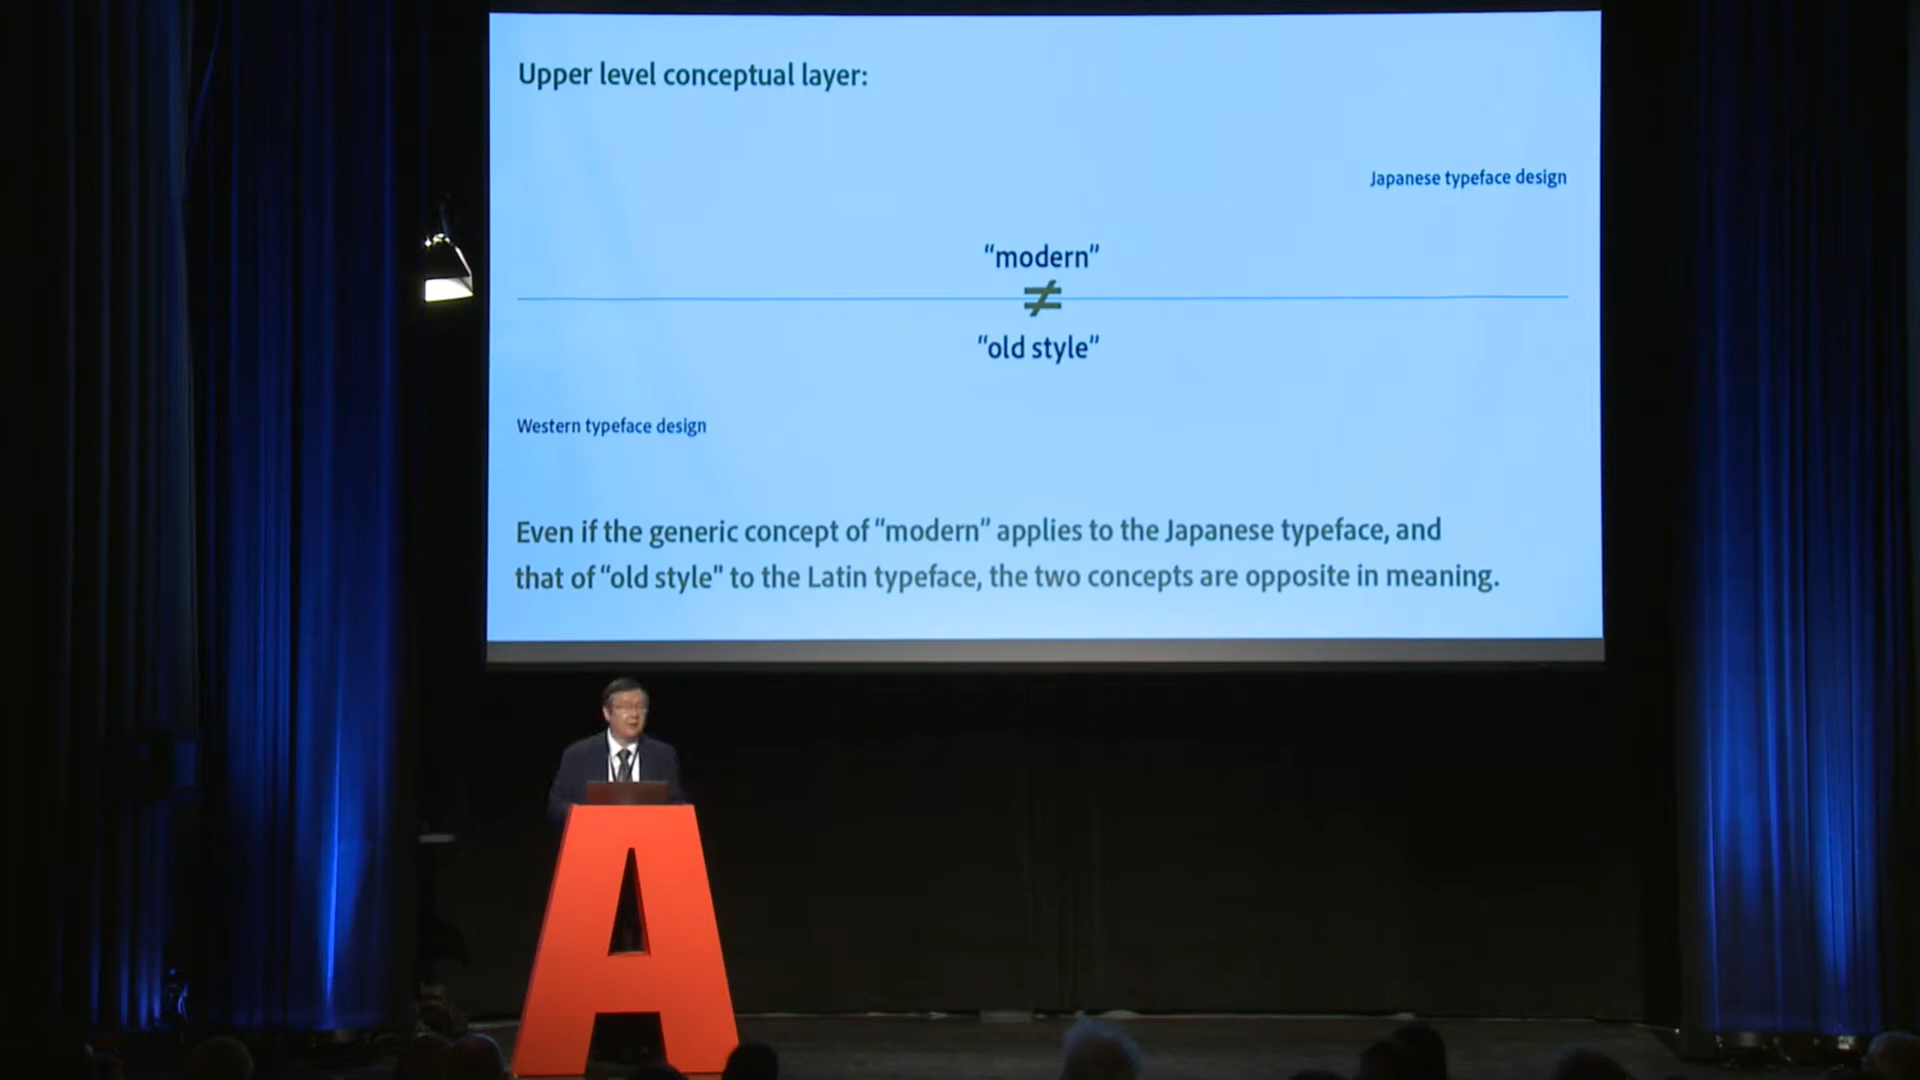 Upper level conceptual layer:
Japanese typeface design
“modern”
≠
“old style”
Western typeface design
Even if the generic concept of “modern” applies to the Japanese typeface, and
that of “old style" to the Latin typeface, the two concepts are opposite in meaning.
A